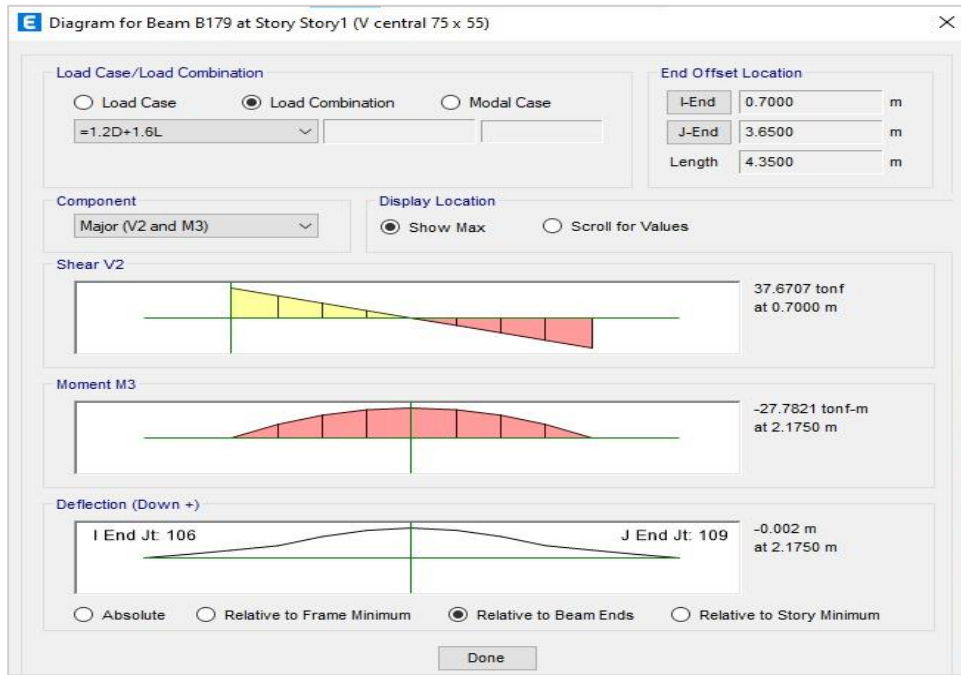 E Diagram for Beam B179 at Story Story1 (V central 75 x 55)
Load Case/Load Combination
Load Case Load Combination Modal Case
=1.2D+1.6L
End Offset Location
I-End 0.7000 m
J-End 3.6500 m
Length 4.3500 m
Component
Major (V2 and M3)
Display Location
Show Max Scroll for Values
Shear V2
37.6707 tonf
at 0.7000 m
Moment M3
-27.7821 tonf-m
at 2.1750 m
Deflection (Down +)
I End Jt: 106 J End Jt: 109
-0.002 m
at 2.1750 m
Absolute Relative to Frame Minimum Relative to Beam Ends Relative to Story Minimum
Done